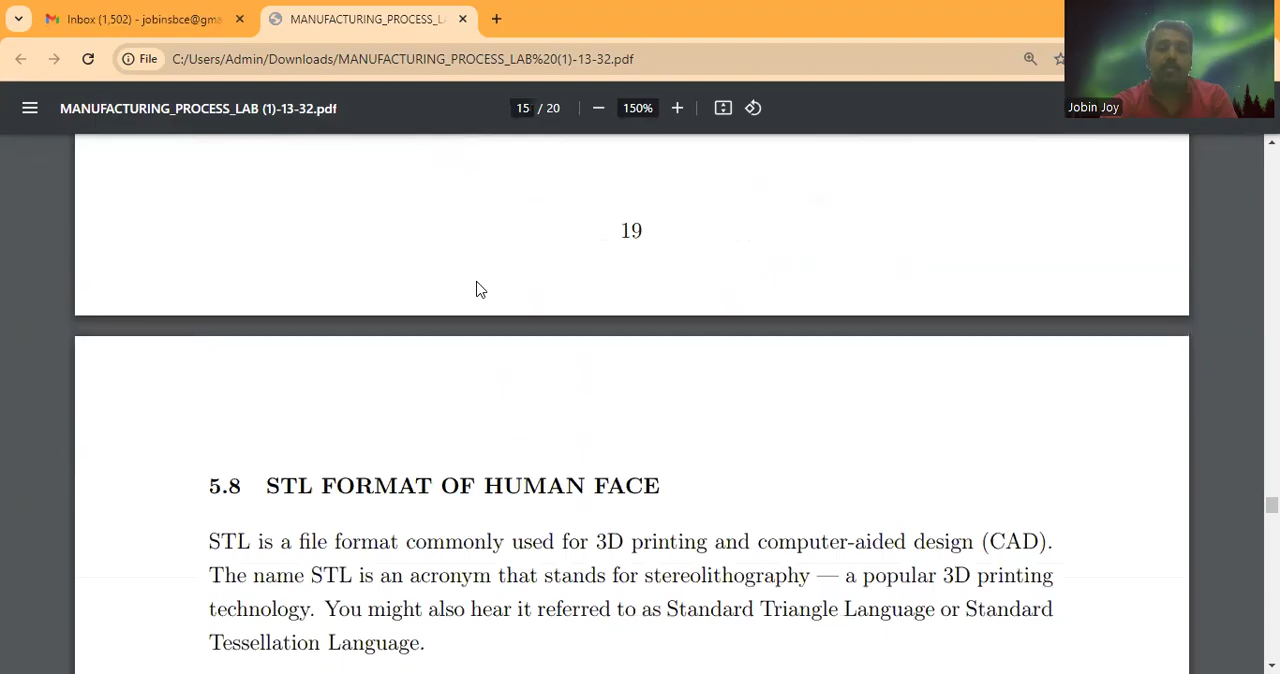 Inbox (1,502) - jobinsbce@gma
MANUFACTURING_PROCESS_L
File
C:/Users/Admin/Downloads/MANUFACTURING_PROCESS_LAB%20(1)-13-32.pdf
Jobin Joy
MANUFACTURING_PROCESS_LAB (1)-13-32.pdf
15 / 20
150%
19
5.8 STL FORMAT OF HUMAN FACE
STL is a file format commonly used for 3D printing and computer-aided design (CAD).
The name STL is an acronym that stands for stereolithography — a popular 3D printing
technology. You might also hear it referred to as Standard Triangle Language or Standard
Tessellation Language.